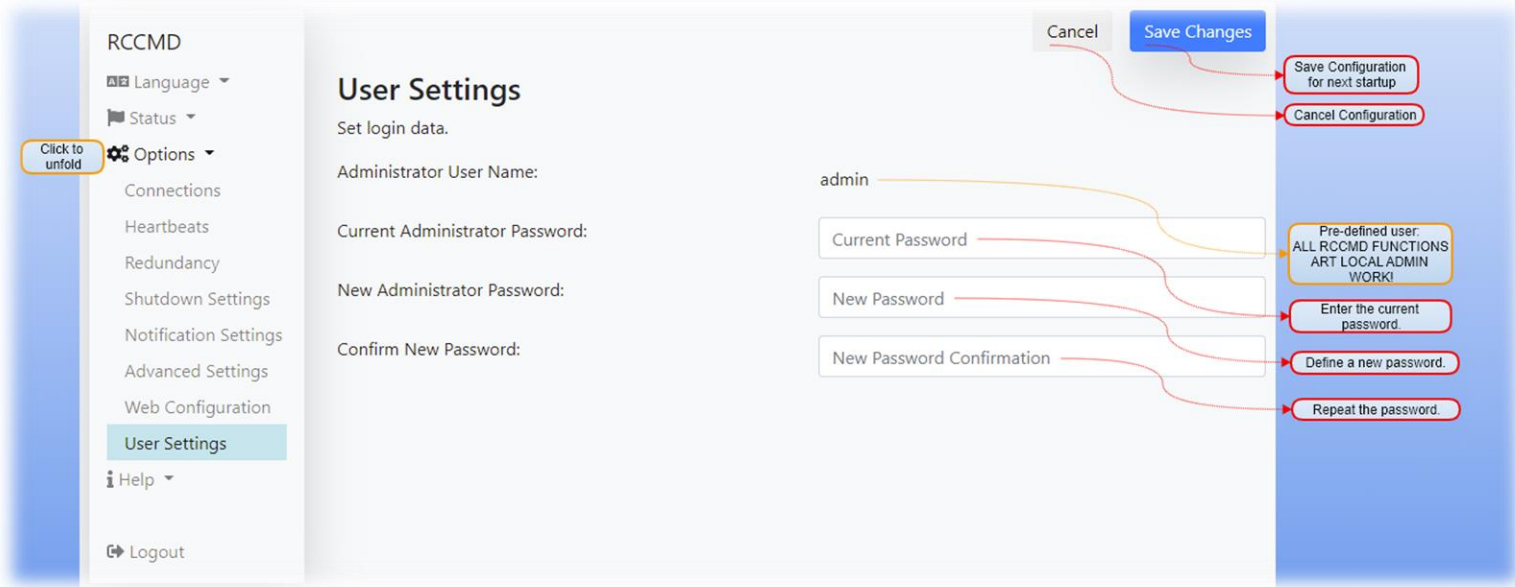 RCCMD
Language
Status
Click to
unfold
Options
Connections
Heartbeats
Redundancy
Shutdown Settings
Notification Settings
Advanced Settings
Web Configuration
User Settings
Help
Logout
Cancel
Save Changes
User Settings
Set login data.
Administrator User Name:
admin
Current Administrator Password:
Current Password
New Administrator Password:
New Password
Confirm New Password:
New Password Confirmation
Save Configuration
for next startup
Cancel Configuration
Pre-defined user:
ALL RCCMD FUNCTIONS
ART LOCAL ADMIN
WORK!
Enter the current
password.
Define a new password.
Repeat the password.